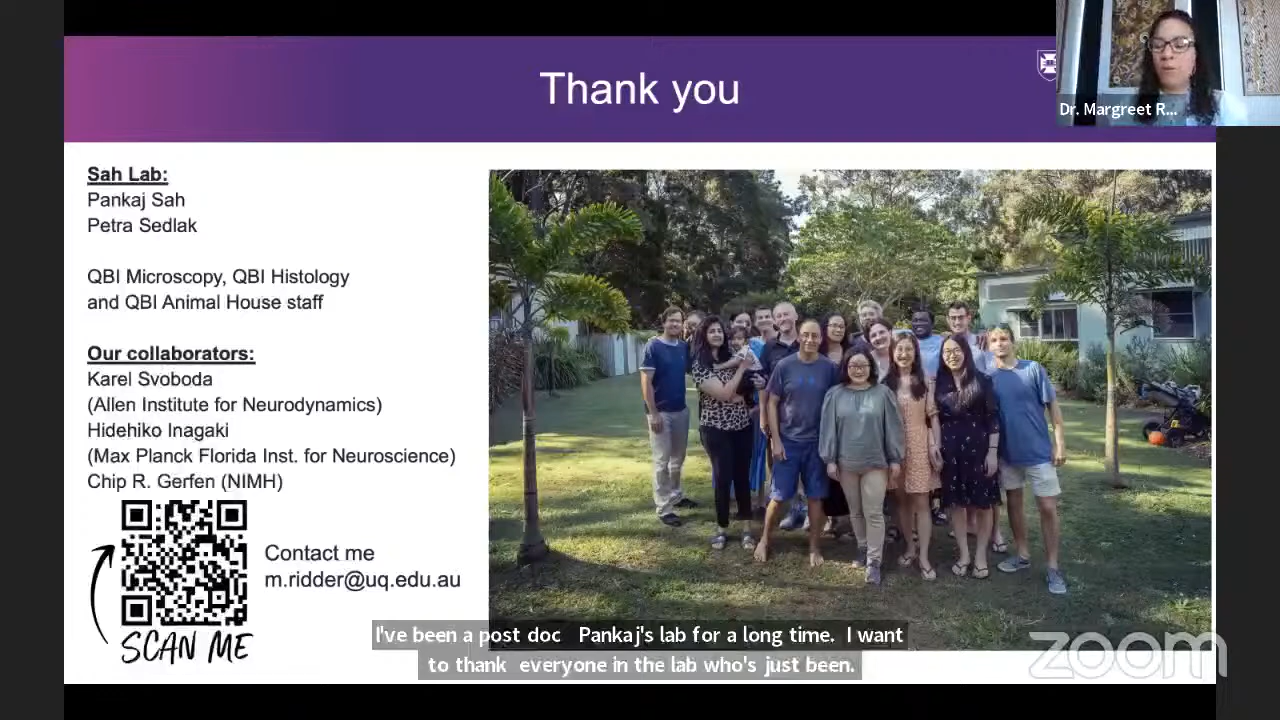 Thank you
Dr. Margreet R...
Sah Lab:
Pankaj Sah
Petra Sedlak
QBI Microscopy, QBI Histology
and QBI Animal House staff
Our collaborators:
Karel Svoboda
(Allen Institute for Neurodynamics)
Hidehiko Inagaki
(Max Planck Florida Inst. for Neuroscience)
Chip R. Gerfen (NIMH)
Contact me
m.ridder@uq.edu.au
SCAN ME
I've been a post doc Pankaj's lab for a long time. I want
to thank everyone in the lab who's just been.
zoom